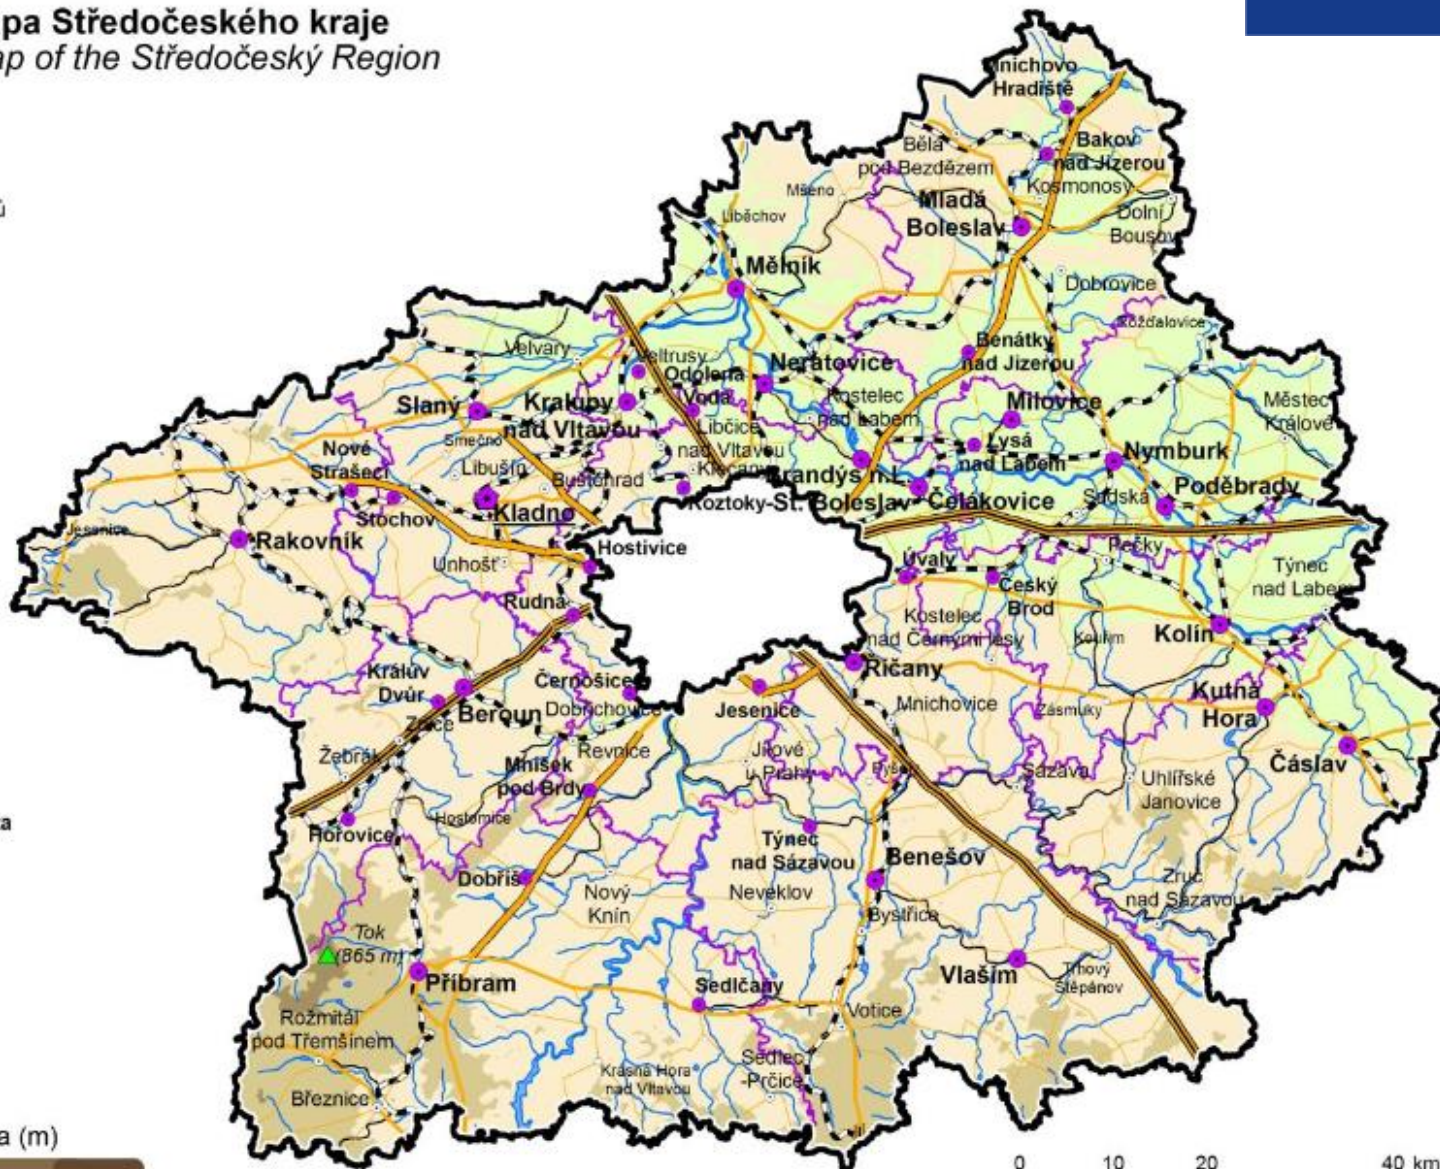 pa Středočeského kraje
ap of the Středočeský Region
Hradiště
Bakov
nad Jizerou
Bělá
pod Bezdězem
Kosmonosy
Mšeno
Mladá
Boleslav
Dolní
Bousov
Liběchov
Mělník
Dobrovice
Rožďalovice
Velvary
Veltrusy
Benátky
nad Jizerou
Neratovice
Odolena
Voda
Slaný
Kralupy
nad Vltavou
Kostelec
nad Labem
Milovice
Městec
Králové
Smečno
Libčice
nad Vltavou
Lysá
nad Labem
Nymburk
Nové
Strašecí
Libušín
Buštěhrad
Klecany
Brandýs n.L.
-St. Boleslav
Čelákovice
Sadská
Poděbrady
Stochov
Kladno
Roztoky
Jesenice
Rakovník
Hostivice
Unhošť
Úvaly
Pečky
Český
Brod
Týnec
nad Labem
Rudná
Kostelec
nad Černými lesy
Kouřim
Kolín
Králův
Dvůr
Černošice
Říčany
Beroun
Dobřichovice
Jesenice
Mnichovice
Zásmuky
Kutná
Hora
Zdice
Žebrák
Řevnice
Jílové
u Prahy
Pyšely
Sázava
Čáslav
Mníšek
pod Brdy
Uhlířské
Janovice
Hostomice
a
Hořovice
Týnec
nad Sázavou
Benešov
Dobříš
Nový
Knín
Neveklov
Zruč
nad Sázavou
Bystřice
Tok
(865 m)
Příbram
Sedlčany
Vlašim
Trhový
Štěpánov
Votice
Rožmitál
pod Třemšínem
Sedlec
-Prčice
Krásná Hora
nad Vltavou
Březnice
a (m)
0 10 20 40 km